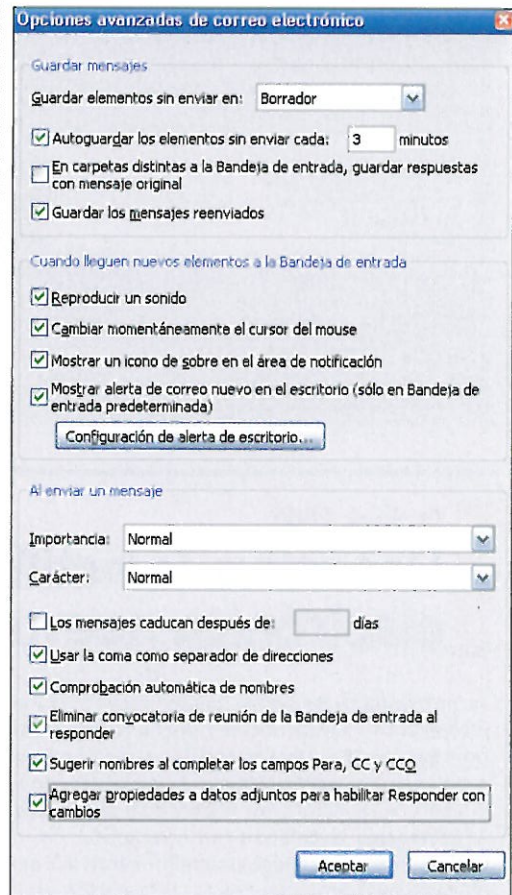 Opciones avanzadas de correo electrónico
Guardar mensajes
Guardar elementos sin enviar en: Borrador
Autoguardar los elementos sin enviar cada: 3 minutos
En carpetas distintas a la Bandeja de entrada, guardar respuestas
con mensaje original
Guardar los mensajes reenviados
Cuando lleguen nuevos elementos a la Bandeja de entrada
Reproducir un sonido
Cambiar momentáneamente el cursor del mouse
Mostrar un icono de sobre en el área de notificación
Mostrar alerta de correo nuevo en el escritorio (sólo en Bandeja de
entrada predeterminada)
Configuración de alerta de escritorio...
Al enviar un mensaje
Importancia: Normal
Carácter: Normal
Los mensajes caducan después de: días
Usar la coma como separador de direcciones
Comprobación automática de nombres
Eliminar convocatoria de reunión de la Bandeja de entrada al
responder
Sugerir nombres al completar los campos Para, CC y CCO
Agregar propiedades a datos adjuntos para habilitar Responder con
cambios
Aceptar Cancelar